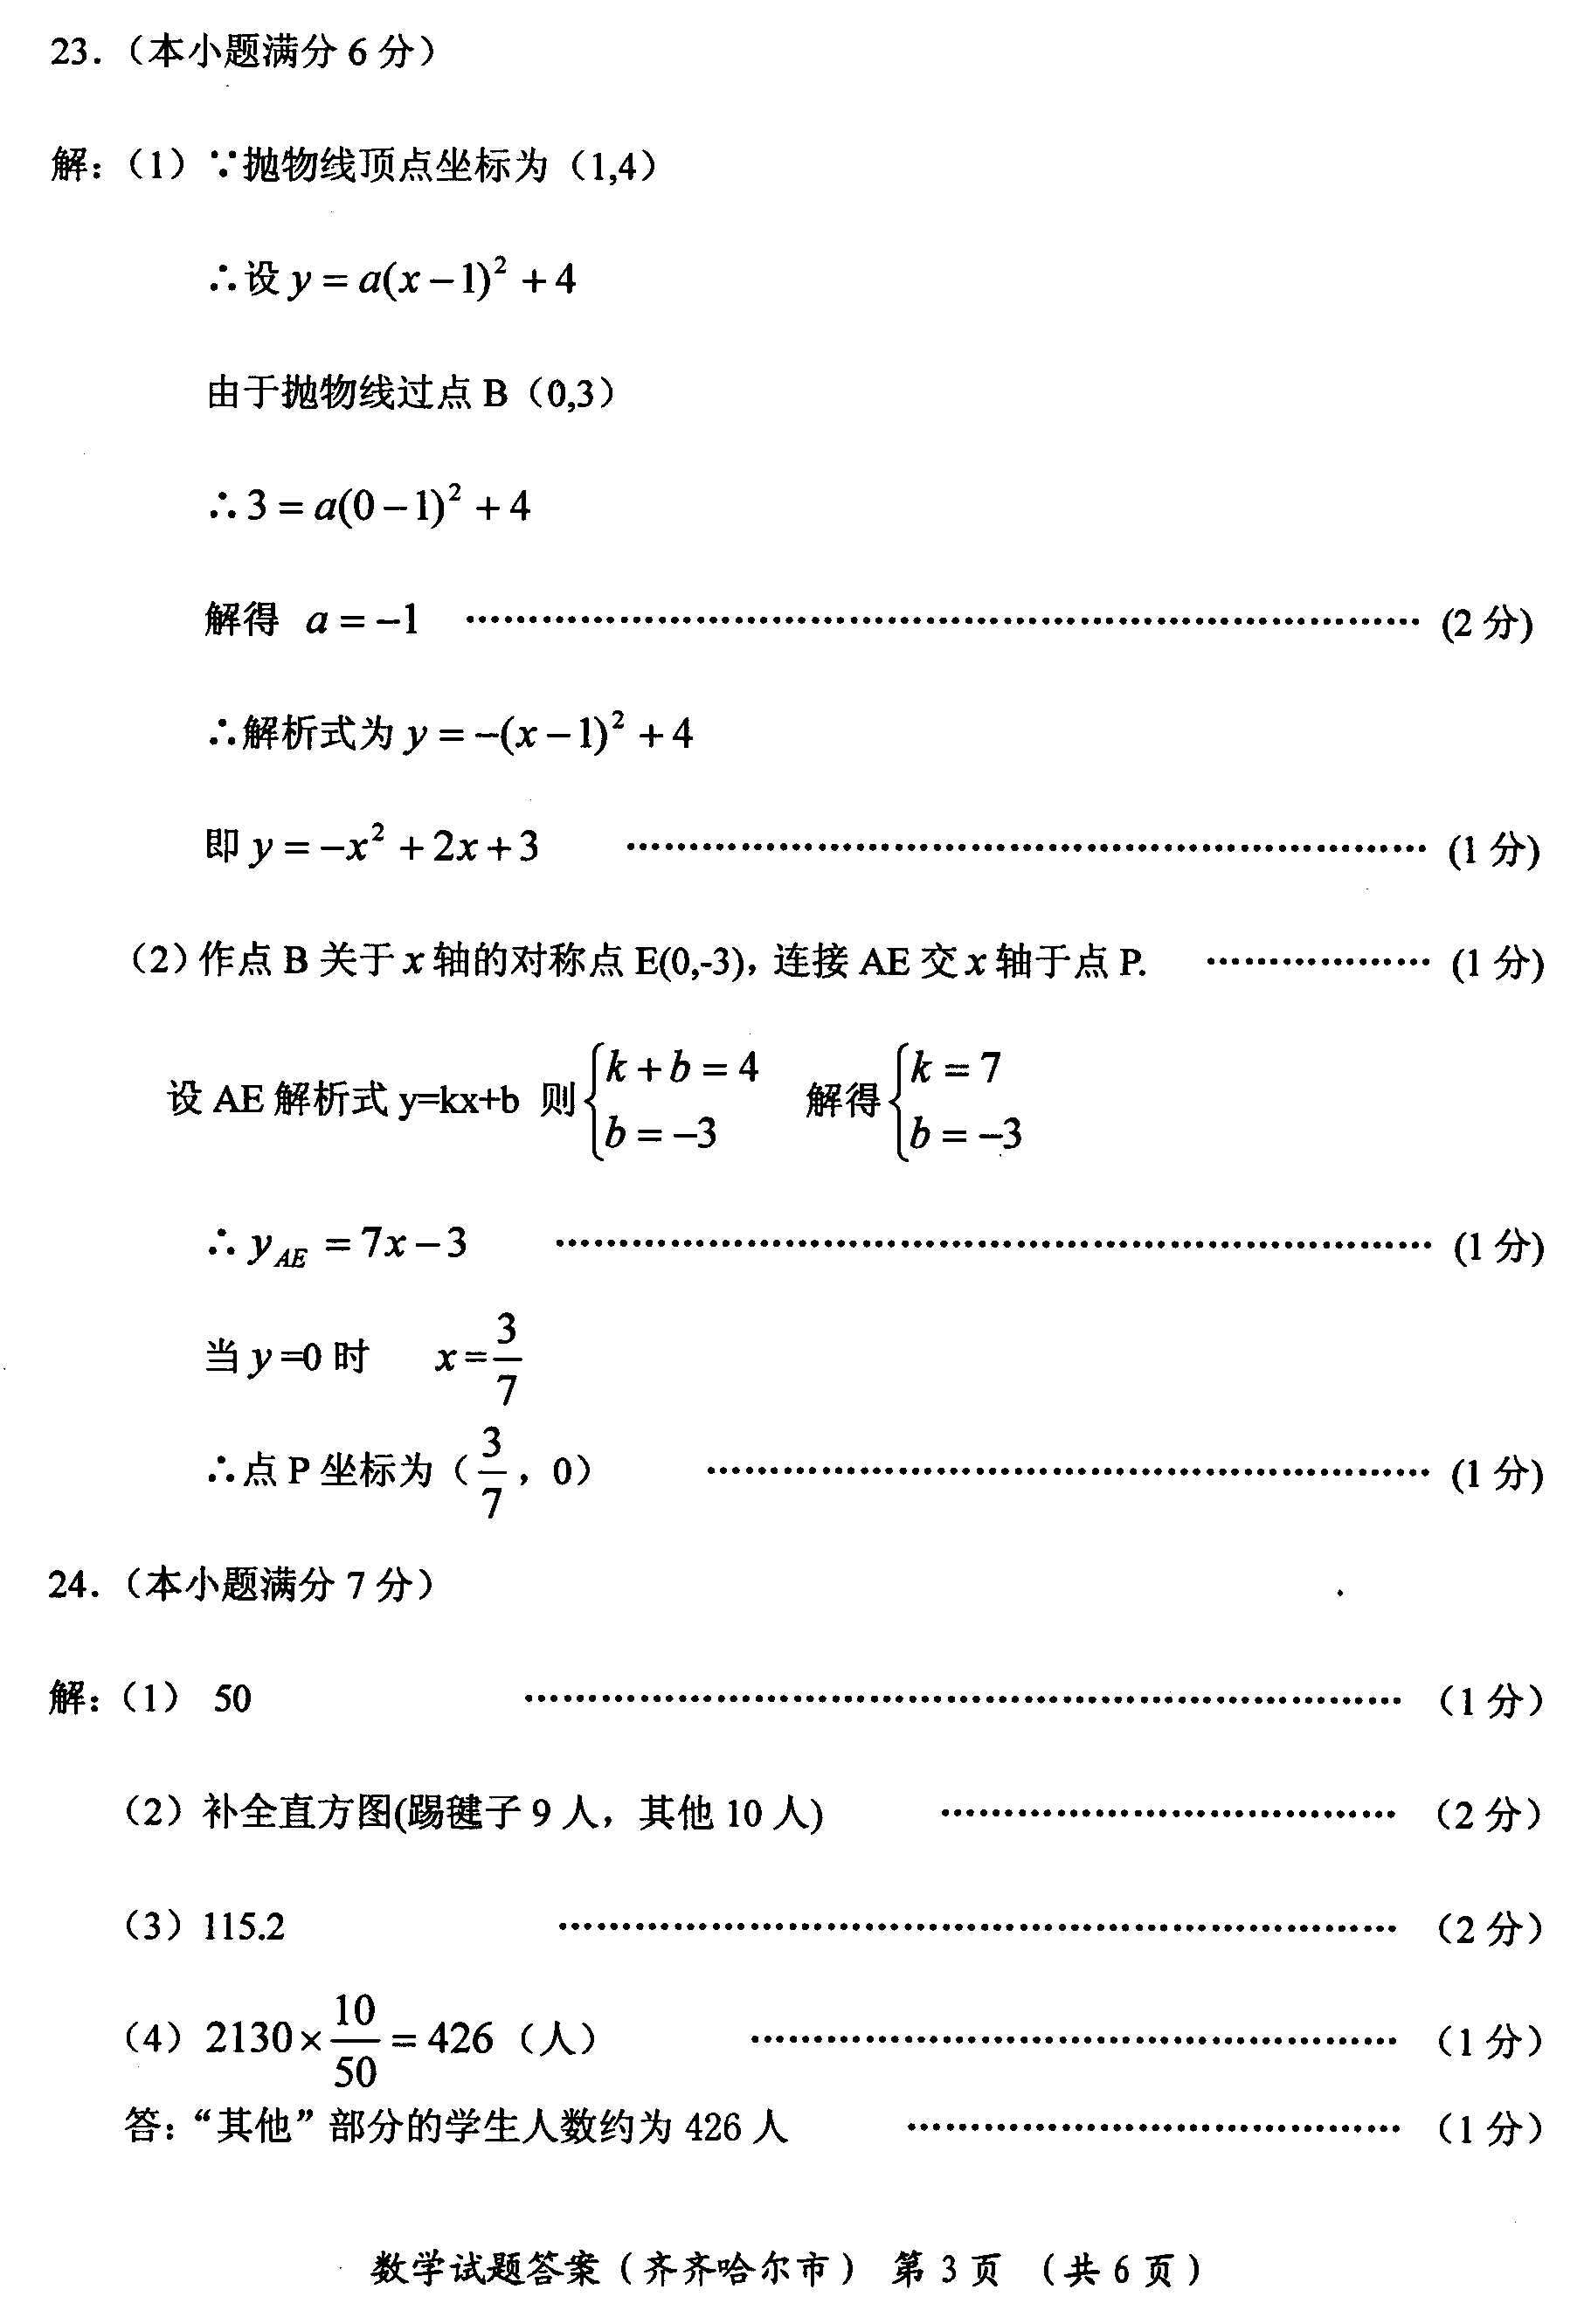 23.（本小题满分 6 分）
解:（1）∵抛物线顶点坐标为（1,4）
∴设 y = a(x−1)² + 4
由于抛物线过点 B（0,3）
∴3 = a(0−1)² + 4
解得 a = −1 …………………………………………………………… (2 分)
∴解析式为 y = −(x−1)² + 4
即 y = −x² + 2x + 3 ………………………………………………… (1 分)
（2）作点 B 关于 x 轴的对称点 E(0,-3)，连接 AE 交 x 轴于点 P. ……………… (1 分)
设 AE 解析式 y=kx+b 则 {k + b = 4, b = −3 解得 {k = 7, b = −3
∴ y_AE = 7x − 3 ……………………………………………………… (1 分)
当 y =0 时 x = 3/7
∴点 P 坐标为（3/7，0） …………………………………………… (1 分)
24.（本小题满分 7 分）
解:（1） 50 ……………………………………………………… （1 分）
（2）补全直方图(踢毽子 9 人，其他 10 人) …………………………… （2 分）
（3）115.2 …………………………………………………… （2 分）
（4）2130 × 10/50 = 426（人） ……………………………………… （1 分）
答:“其他”部分的学生人数约为 426 人 ……………………………… （1 分）
数学试题答案（齐齐哈尔市） 第 3 页 （共 6 页）